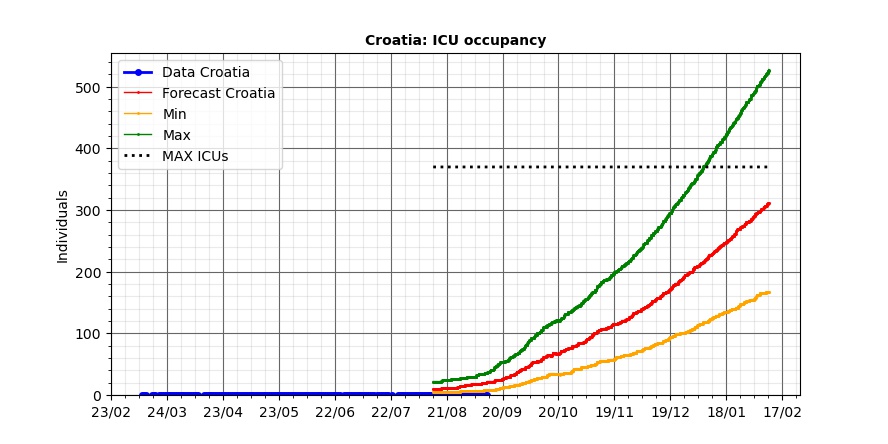 Croatia: ICU occupancy
Data Croatia
Forecast Croatia
Min
Max
MAX ICUs
Individuals
500
400
300
200
100
0
23/02 24/03 23/04 23/05 22/06 22/07 21/08 20/09 20/10 19/11 19/12 18/01 17/02